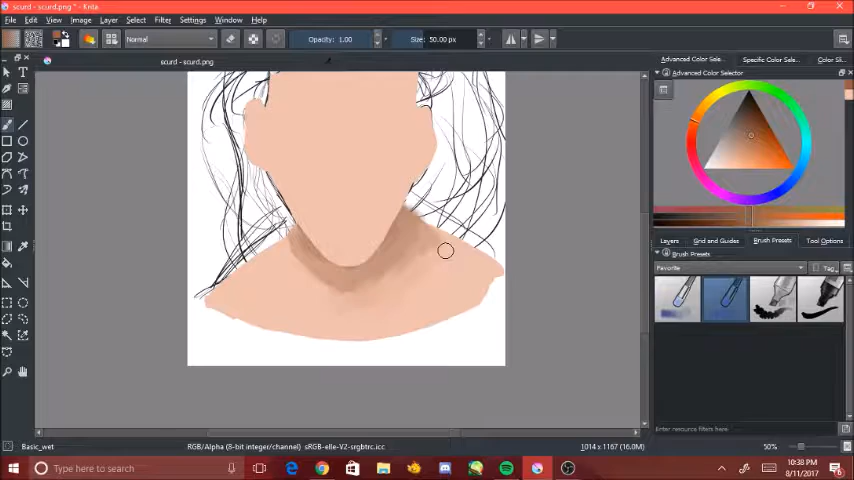 scurd - scurd.png * - Krita
File Edit View Image Layer Select Filter Settings Window Help
Normal Opacity: 1.00 Size: 50.00 px
scurd - scurd.png
Advanced Color Sele... Specific Color Sele... Color Sli...
Advanced Color Selector
Layers Grid and Guides Brush Presets Tool Options
Brush Presets
Favorite Tag
Enter resource filters here
Basic_wet RGB/Alpha (8-bit integer/channel) sRGB-elle-V2-srgbtrc.icc 1014 x 1167 (16.0M) 50%
Type here to search 10:38 PM
8/11/2017